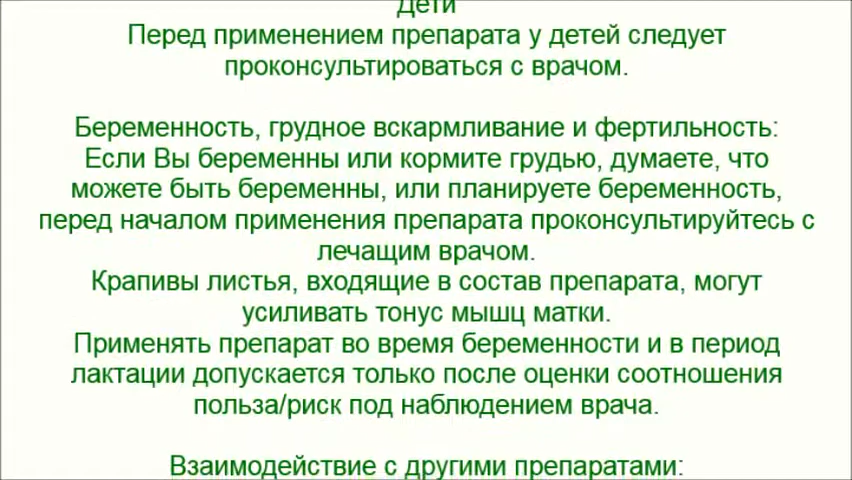 Дети
Перед применением препарата у детей следует
проконсультироваться с врачом.
Беременность, грудное вскармливание и фертильность:
Если Вы беременны или кормите грудью, думаете, что
можете быть беременны, или планируете беременность,
перед началом применения препарата проконсультируйтесь с
лечащим врачом.
Крапивы листья, входящие в состав препарата, могут
усиливать тонус мышц матки.
Применять препарат во время беременности и в период
лактации допускается только после оценки соотношения
польза/риск под наблюдением врача.
Взаимодействие с другими препаратами: